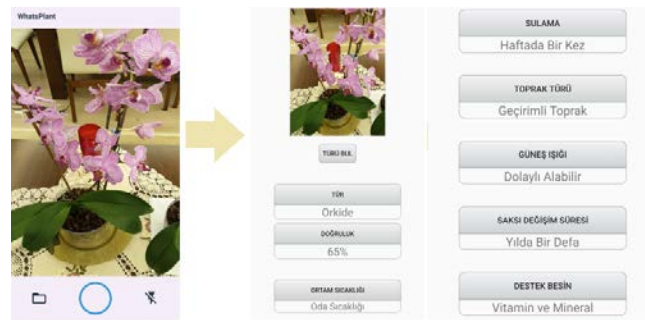 WhatsPlant
TÜRÜ BUL
TÜR
Orkide
DOĞRULUK
65%
ORTAM SICAKLIĞI
Oda Sıcaklığı
SULAMA
Haftada Bir Kez
TOPRAK TÜRÜ
Geçirimli Toprak
GÜNEŞ IŞIĞI
Dolaylı Alabilir
SAKSI DEĞİŞİM SÜRESİ
Yılda Bir Defa
DESTEK BESİN
Vitamin ve Mineral